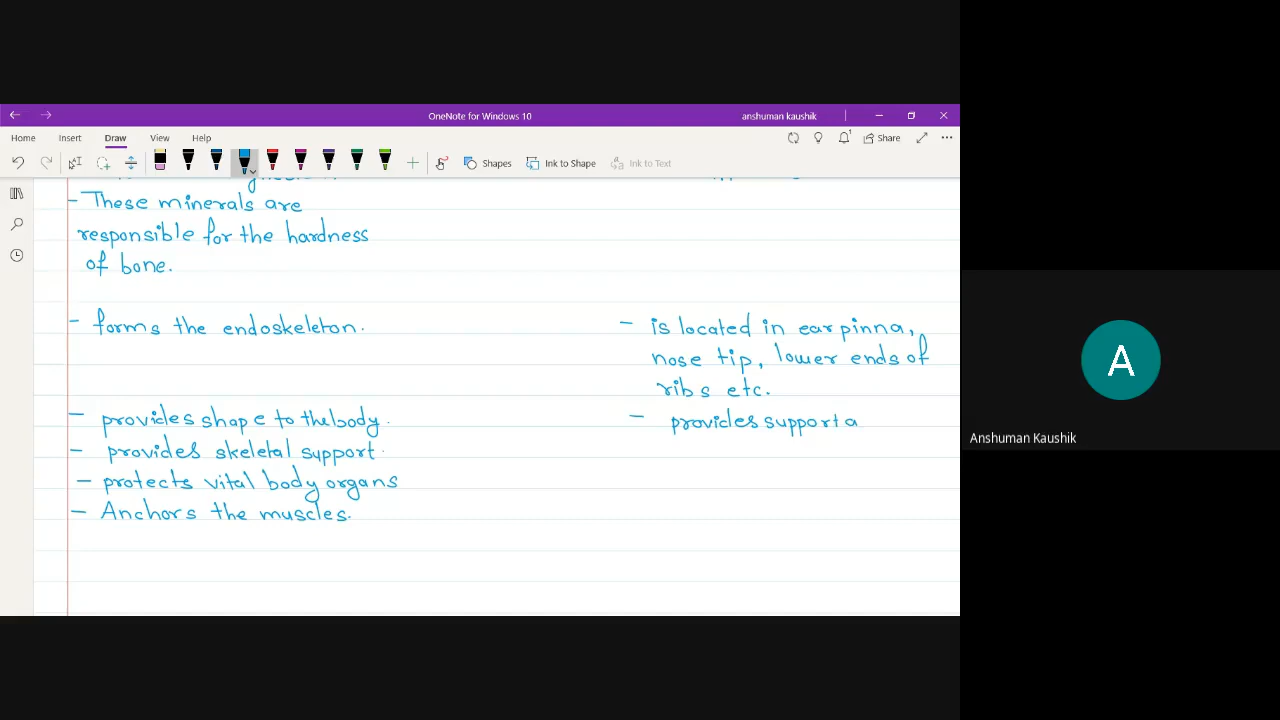 OneNote for Windows 10
anshuman kaushik
Home Insert Draw View Help
Share
Shapes Ink to Shape Ink to Text
- These minerals are
responsible for the hardness
of bone.
- forms the endoskeleton.
- provides shape to the body.
- provides skeletal support.
- protects vital body organs
- Anchors the muscles.
- is located in ear pinna,
nose tip, lower ends of
ribs etc.
- provides support a
A
Anshuman Kaushik